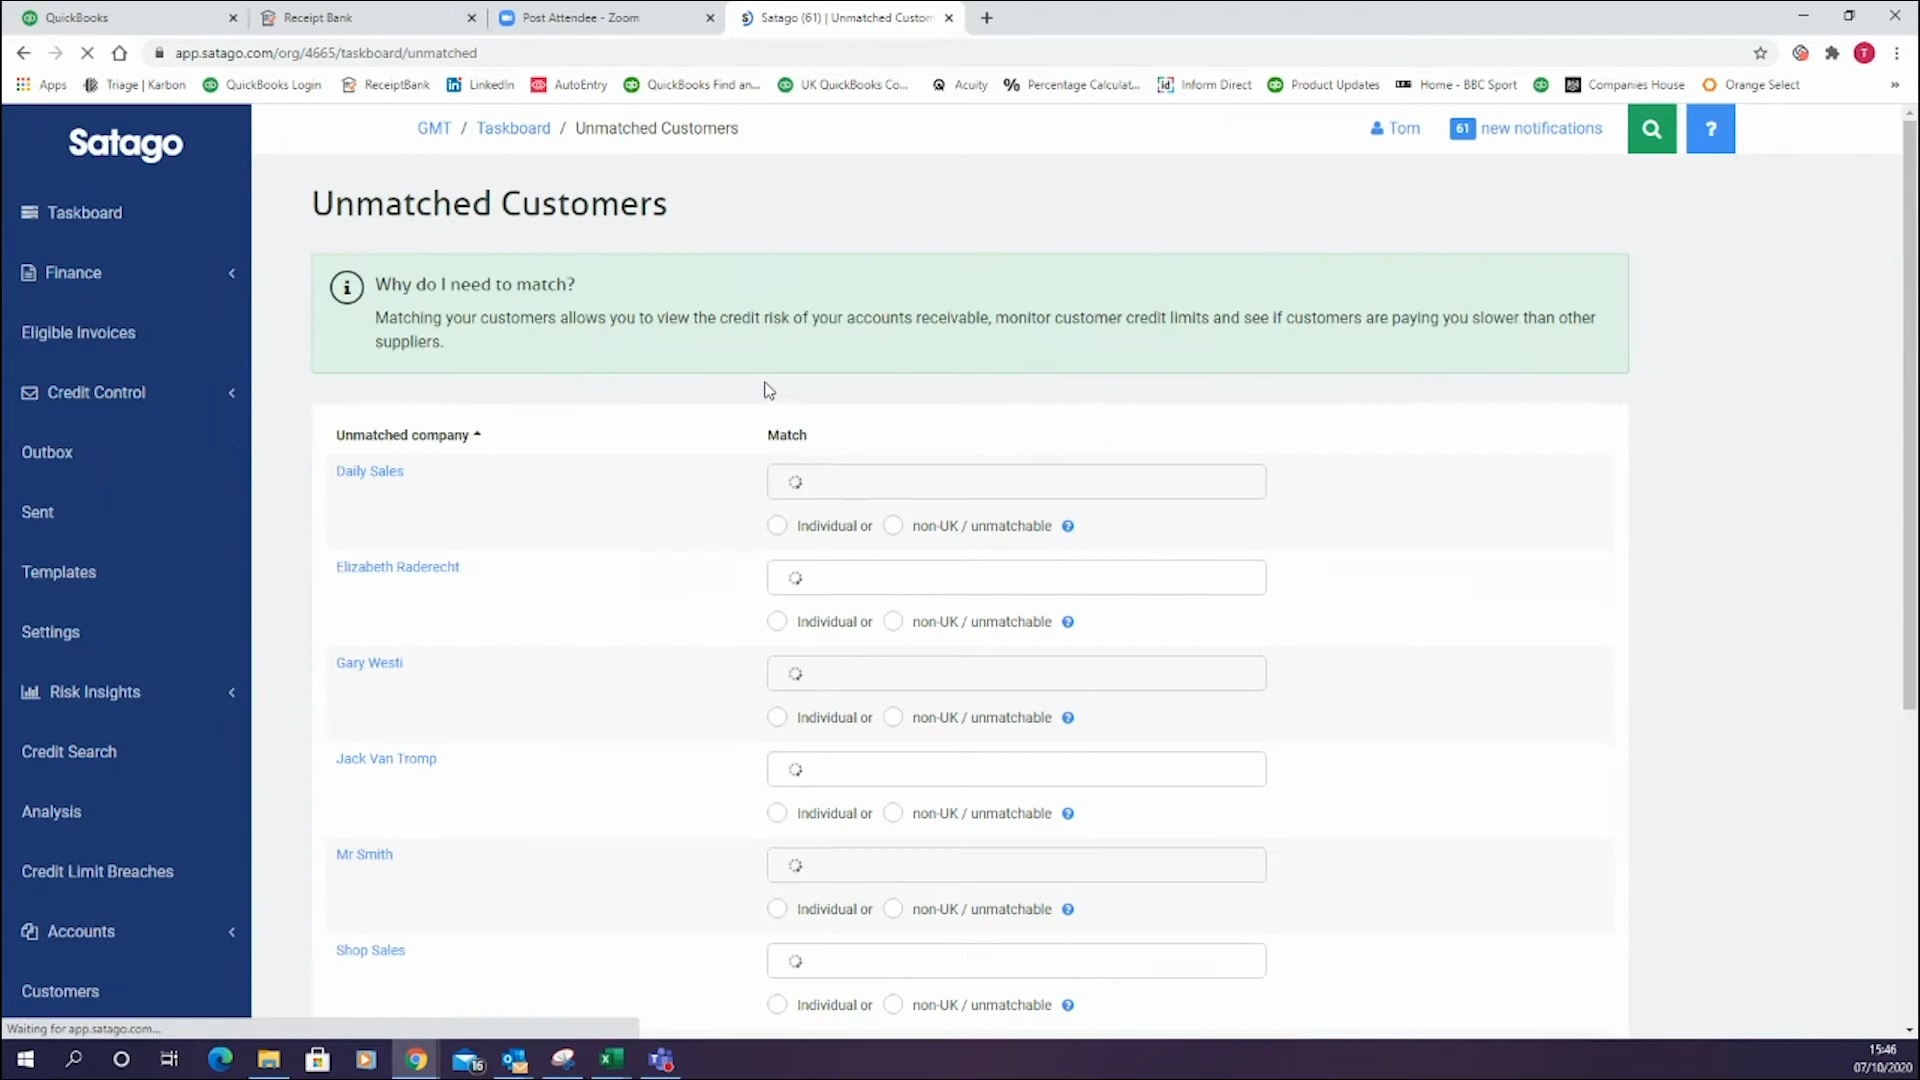 QuickBooks
Receipt Bank
Post Attendee - Zoom
Satago (61) | Unmatched Custom
app.satago.com/org/4665/taskboard/unmatched
T
Apps
Triage | Karbon
QuickBooks Login
ReceiptBank
LinkedIn
AutoEntry
QuickBooks Find an...
UK QuickBooks Co...
Acuity
Percentage Calculat...
Inform Direct
Product Updates
Home - BBC Sport
Companies House
Orange Select
»
Satago
GMT / Taskboard / Unmatched Customers
Tom
61 new notifications
?
Taskboard
Finance
Eligible Invoices
Credit Control
Outbox
Sent
Templates
Settings
Risk Insights
Credit Search
Analysis
Credit Limit Breaches
Accounts
Customers
Unmatched Customers
Why do I need to match?
Matching your customers allows you to view the credit risk of your accounts receivable, monitor customer credit limits and see if customers are paying you slower than other
suppliers.
Unmatched company
Match
Daily Sales
Individual or non-UK / unmatchable ?
Elizabeth Raderecht
Individual or non-UK / unmatchable ?
Gary Westi
Individual or non-UK / unmatchable ?
Jack Van Tromp
Individual or non-UK / unmatchable ?
Mr Smith
Individual or non-UK / unmatchable ?
Shop Sales
Individual or non-UK / unmatchable ?
Waiting for app.satago.com...
16
15:46
07/10/2020